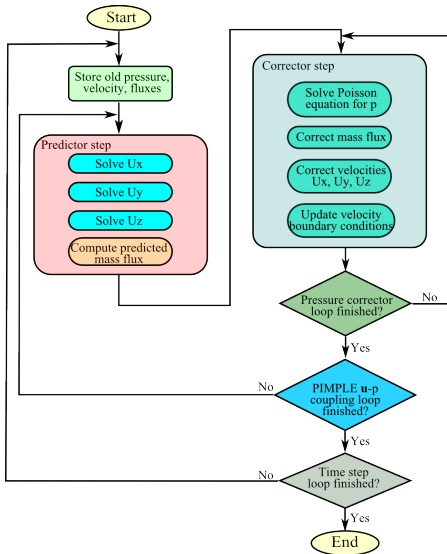 Start
Store old pressure,
velocity, fluxes
Predictor step
Solve Ux
Solve Uy
Solve Uz
Compute predicted
mass flux
Corrector step
Solve Poisson
equation for p
Correct mass flux
Correct velocities
Ux, Uy, Uz
Update velocity
boundary conditions
Pressure corrector
loop finished?
No
Yes
PIMPLE u-p
coupling loop
finished?
No
Yes
Time step
loop finished?
No
Yes
End